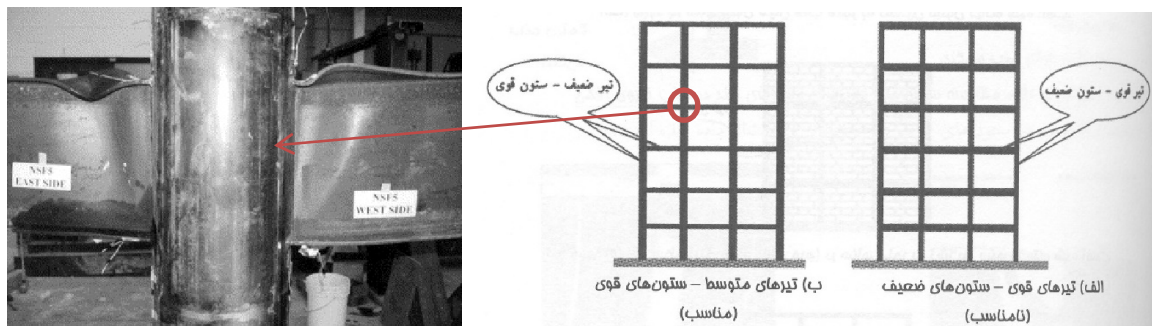 NSF5
EAST SIDE
NSF5
WEST SIDE
تیر ضعیف - ستون قوی
تیر قوی - ستون ضعیف
ب) تیرهای متوسط – ستون‌های قوی
(مناسب)
الف) تیرهای قوی – ستون‌های ضعیف
(نامناسب)